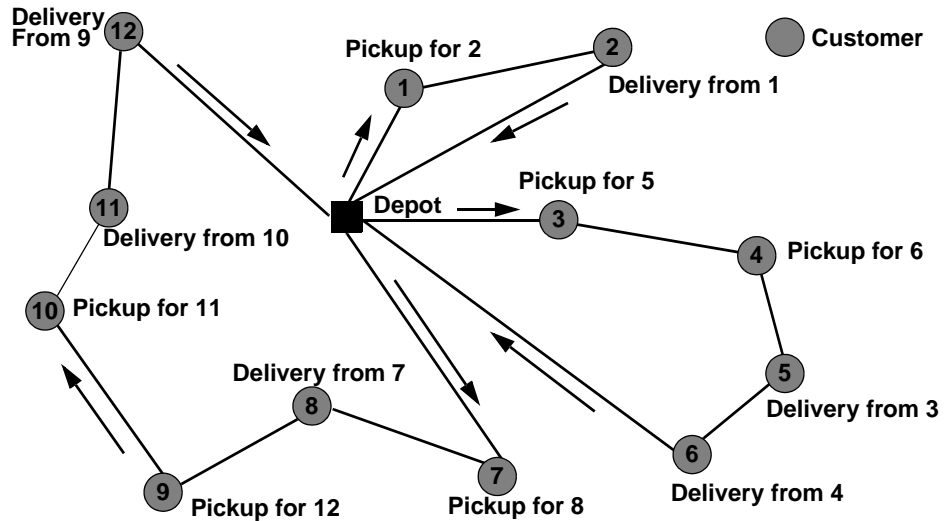 Delivery
From 9
12
Pickup for 2
2
Customer
1
Delivery from 1
Pickup for 5
11
Depot
3
Delivery from 10
4
Pickup for 6
10
Pickup for 11
Delivery from 7
5
8
Delivery from 3
6
7
9
Pickup for 12
Pickup for 8
Delivery from 4